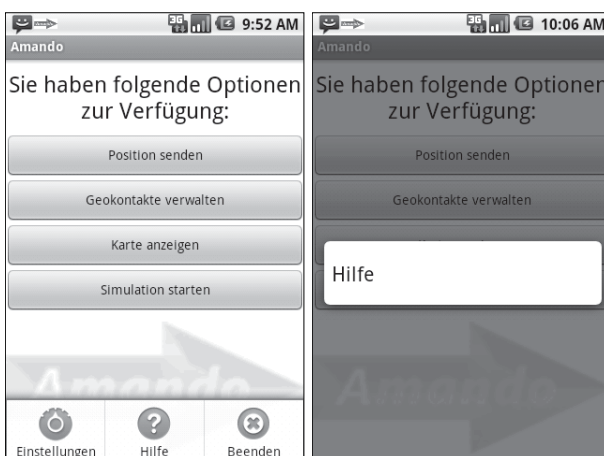 3G 9:52 AM
Amando
Sie haben folgende Optionen
zur Verfügung:
Position senden
Geokontakte verwalten
Karte anzeigen
Simulation starten
Amando
Einstellungen
Hilfe
Beenden
3G 10:06 AM
Amando
Sie haben folgende Optionen
zur Verfügung:
Position senden
Geokontakte verwalten
Hilfe
Amando